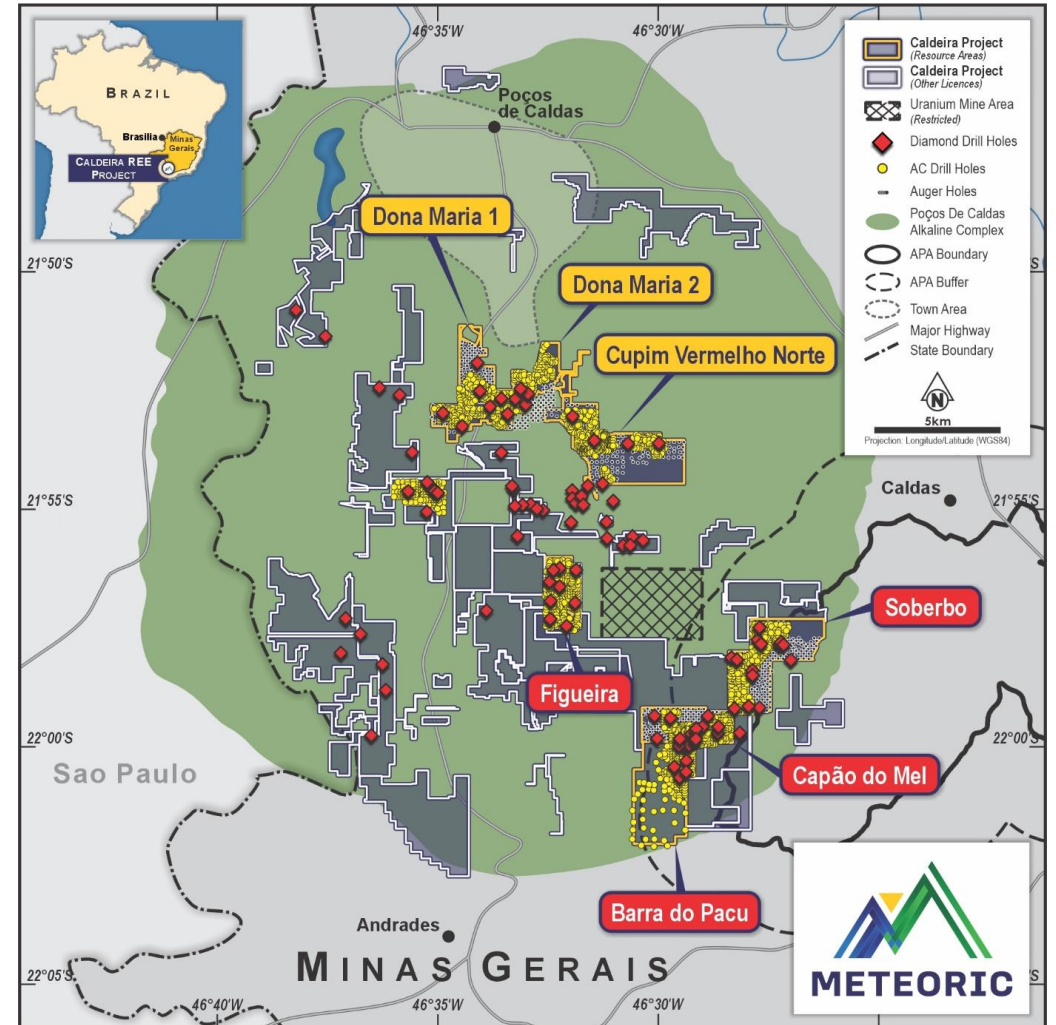 46°35'W
46°30'W
BRAZIL
Brasilia
Minas
Gerais
CALDEIRA REE
PROJECT
Poços
de Caldas
Caldeira Project
(Resource Areas)
Caldeira Project
(Other Licences)
Uranium Mine Area
(Restricted)
Diamond Drill Holes
AC Drill Holes
Auger Holes
Poços De Caldas
Alkaline Complex
APA Boundary
APA Buffer
Town Area
Major Highway
State Boundary
N
5km
Projection: Longitude/Latitude (WGS84)
Dona Maria 1
21°50'S
S
Dona Maria 2
Cupim Vermelho Norte
Caldas
21°55'S
21°55'S
Soberbo
Figueira
22°00'S
22°00'S
Sao Paulo
Capão do Mel
Barra do Pacu
Andrades
MINAS GERAIS
METEORIC
22°05'S
46°40'W
46°35'W
46°30'W